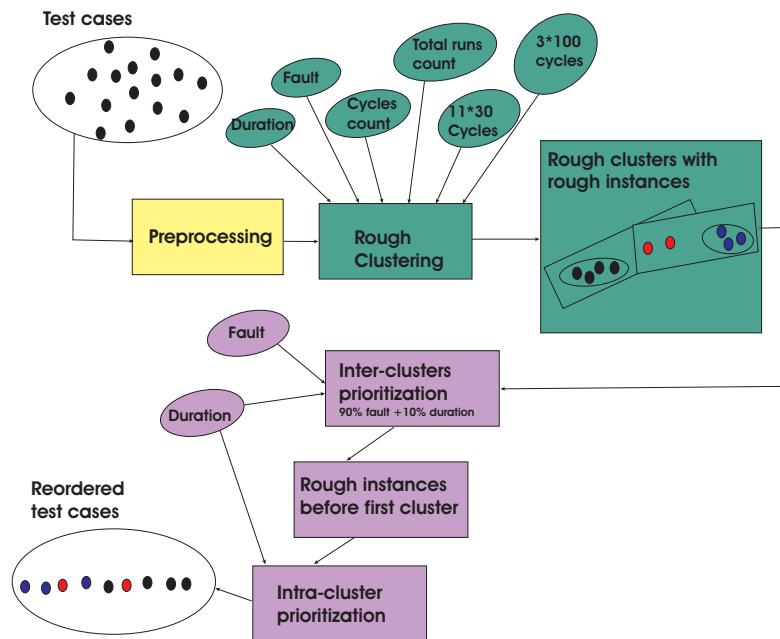 Test cases
Fault
Duration
Cycles
count
Total runs
count
11*30
Cycles
3*100
cycles
Preprocessing
Rough
Clustering
Rough clusters with
rough instances
Fault
Duration
Inter-clusters
prioritization
90% fault +10% duration
Rough instances
before first cluster
Reordered
test cases
Intra-cluster
prioritization